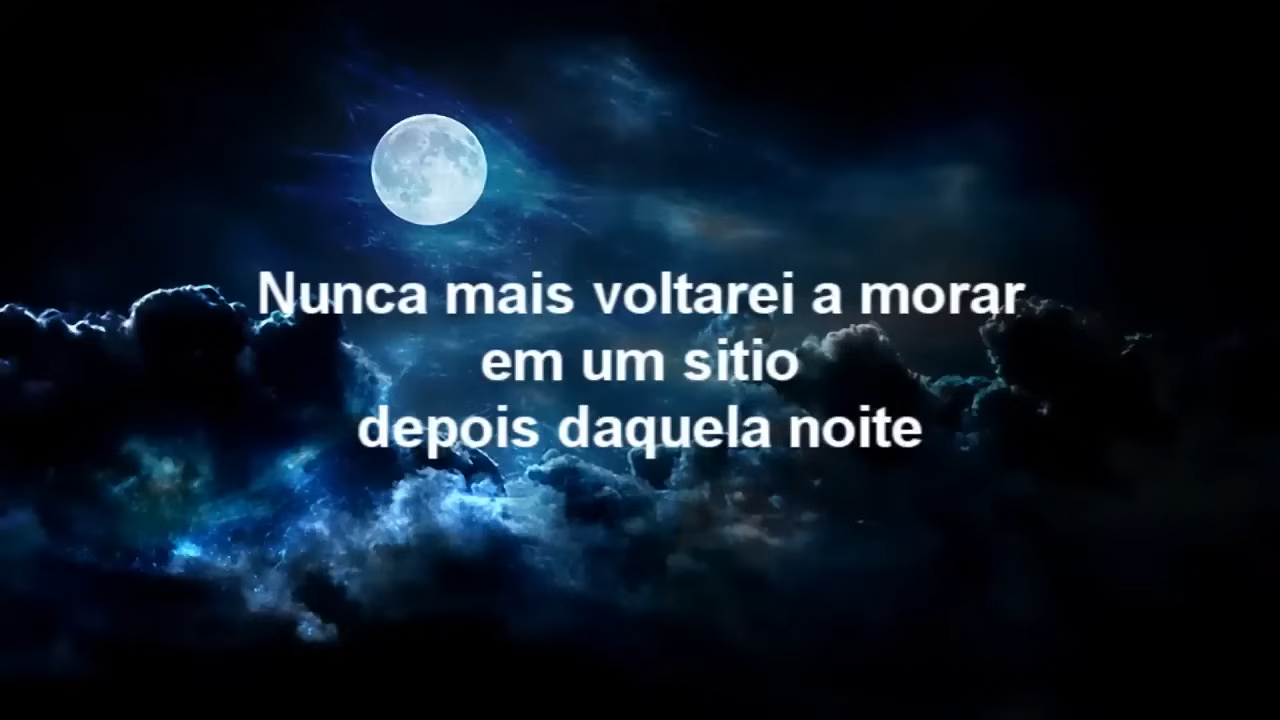 Nunca mais voltarei a morar
em um sitio
depois daquela noite